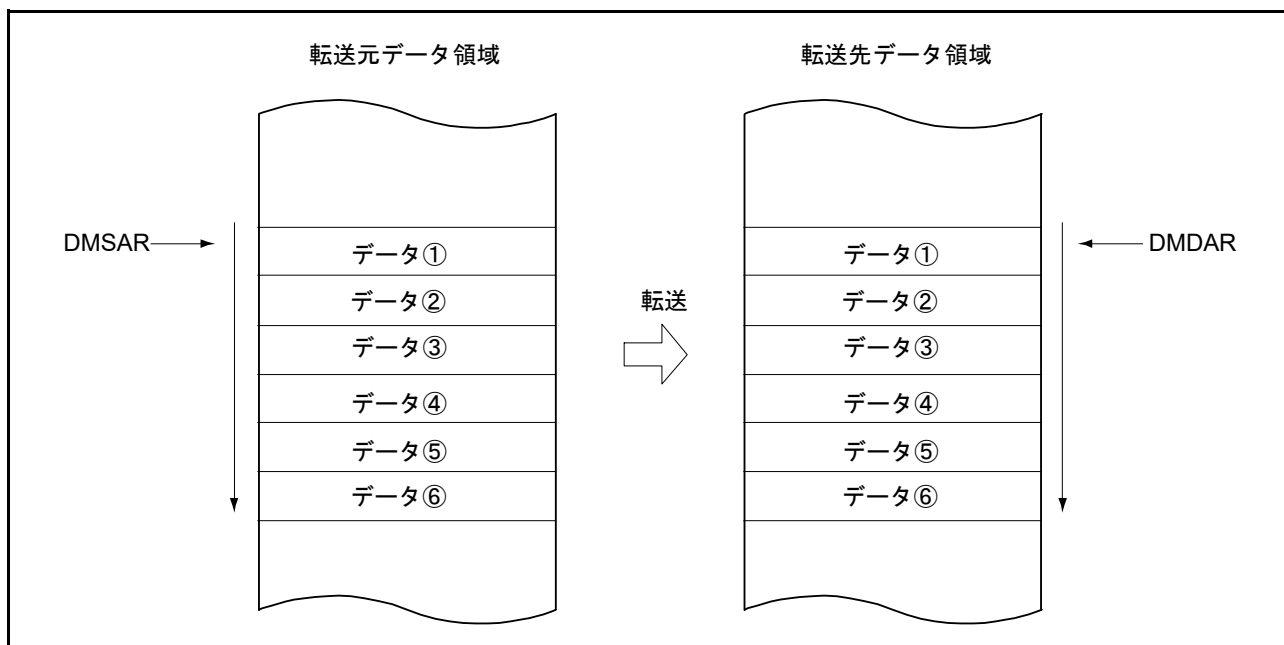 転送元データ領域
転送先データ領域
DMSAR
データ①
データ②
データ③
データ④
データ⑤
データ⑥
転送
データ①
データ②
データ③
データ④
データ⑤
データ⑥
DMDAR